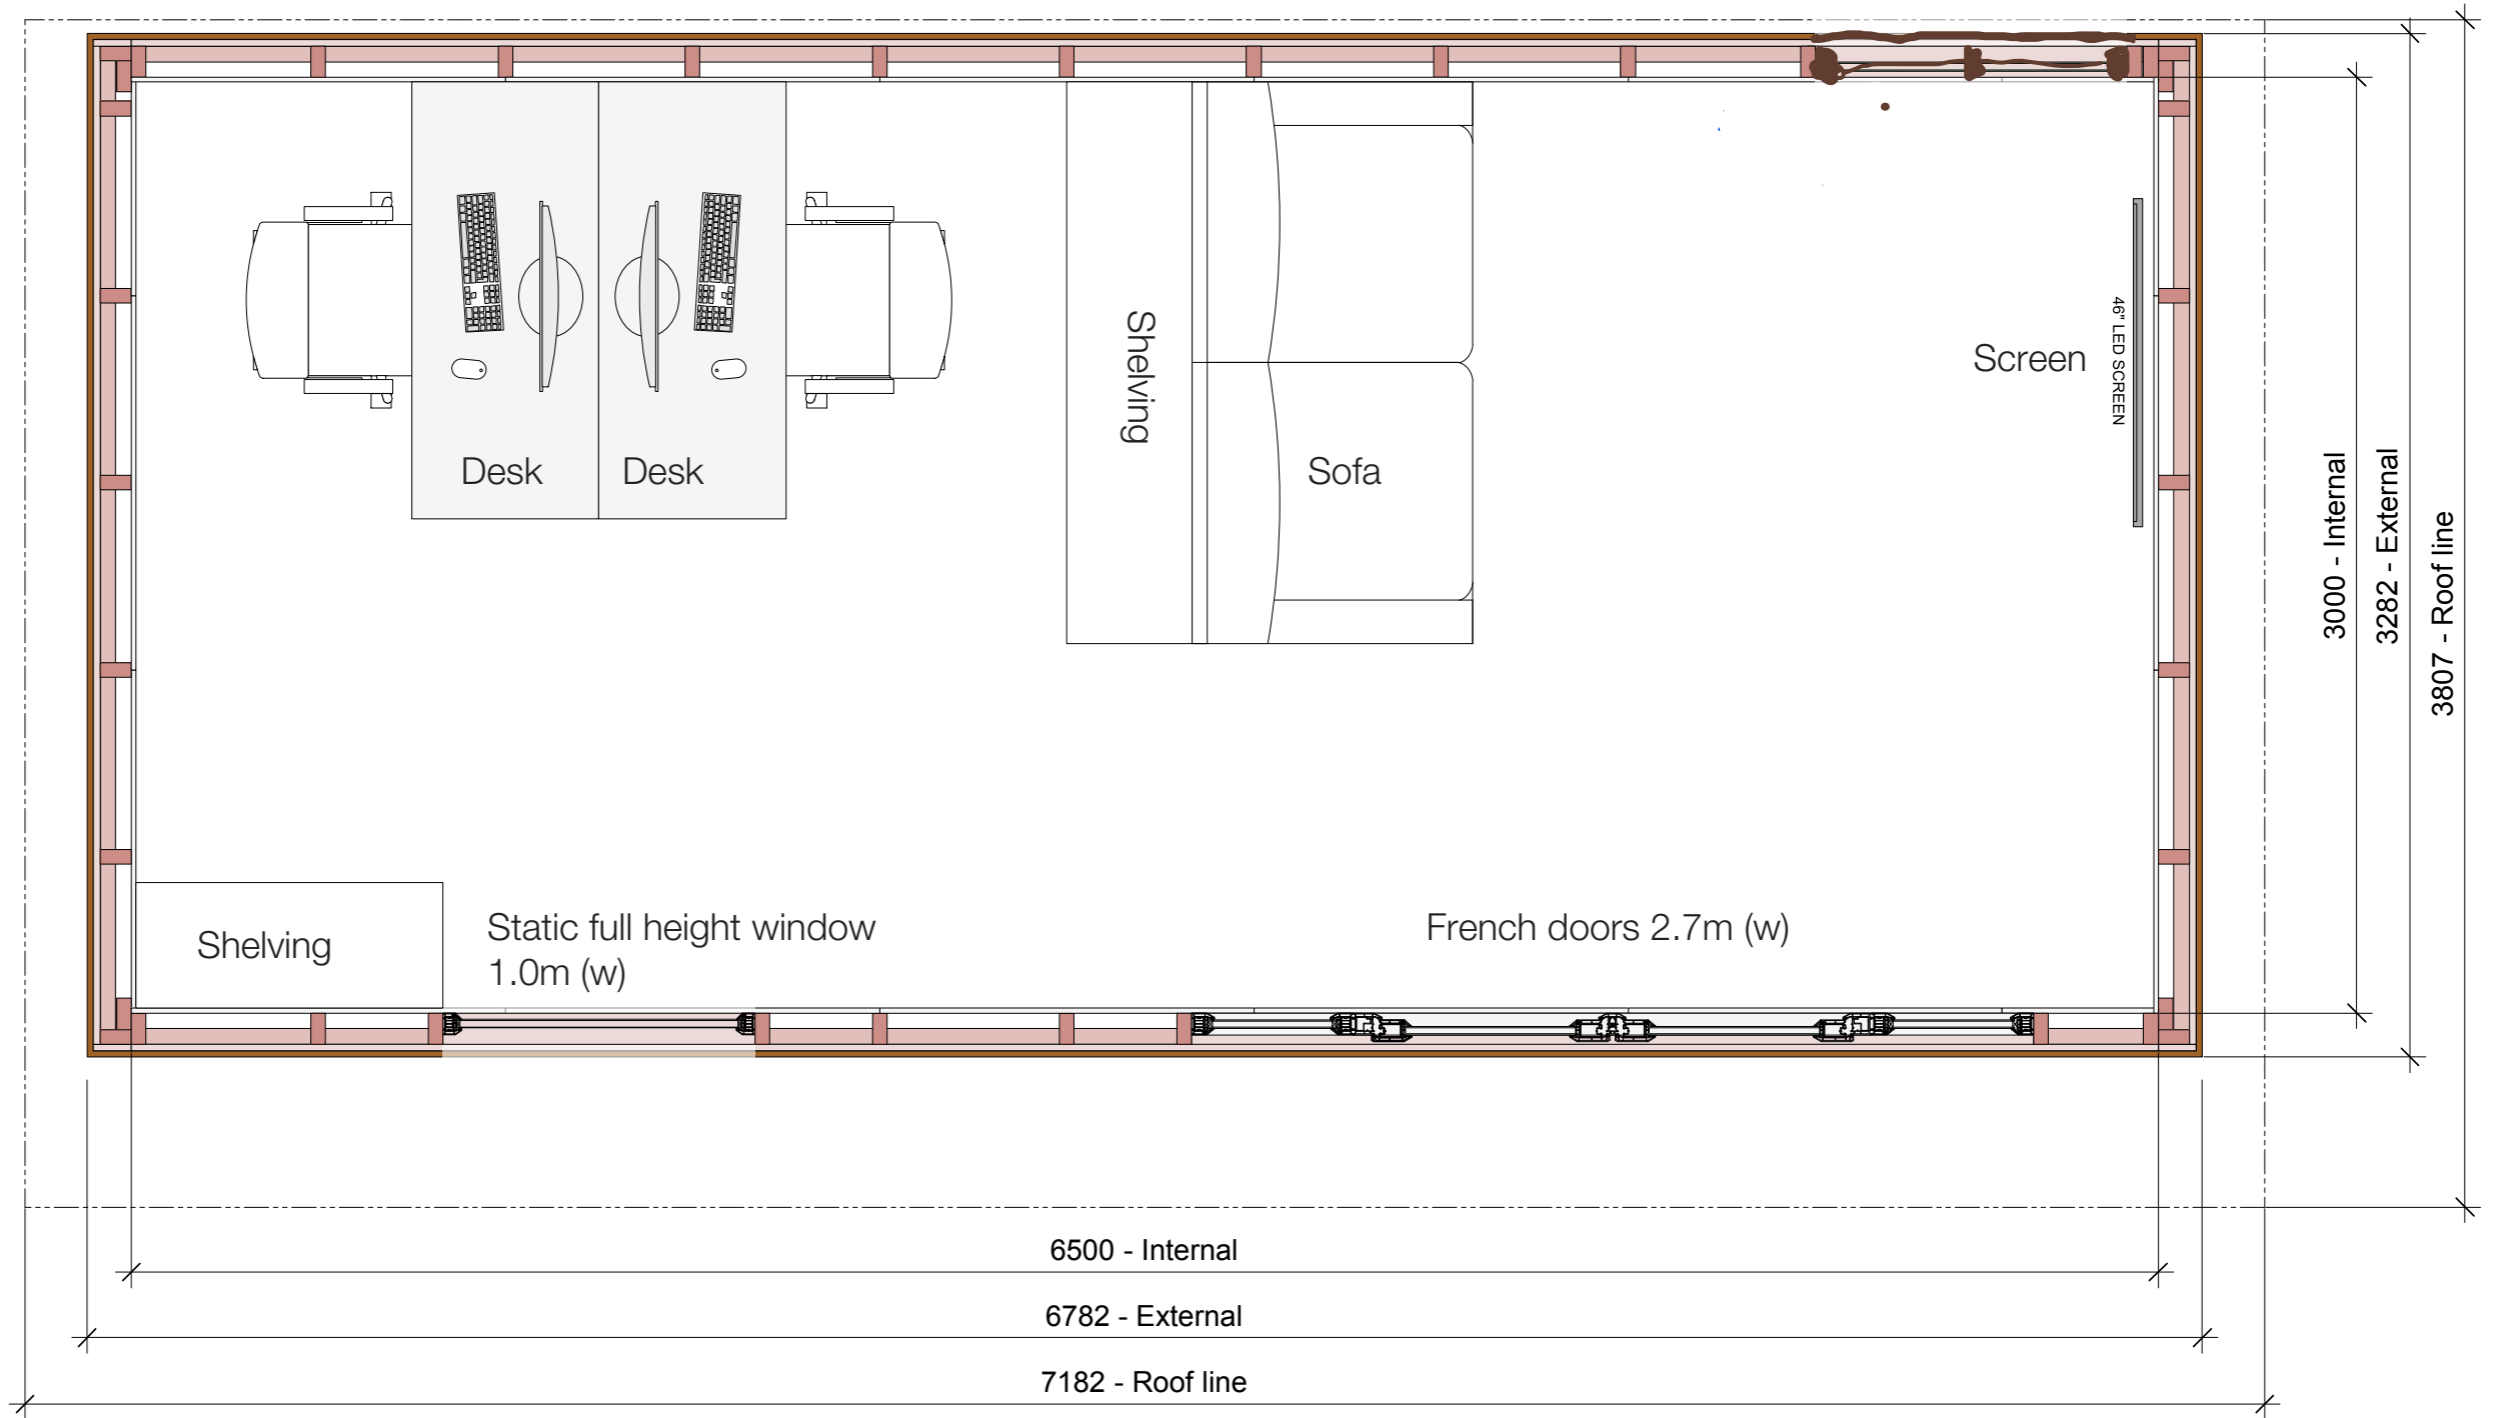 Shelving
Screen
46" LED SCREEN
Desk
Desk
Sofa
3000 - Internal
3282 - External
3807 - Roof line
Shelving
Static full height window
1.0m (w)
French doors 2.7m (w)
6500 - Internal
6782 - External
7182 - Roof line